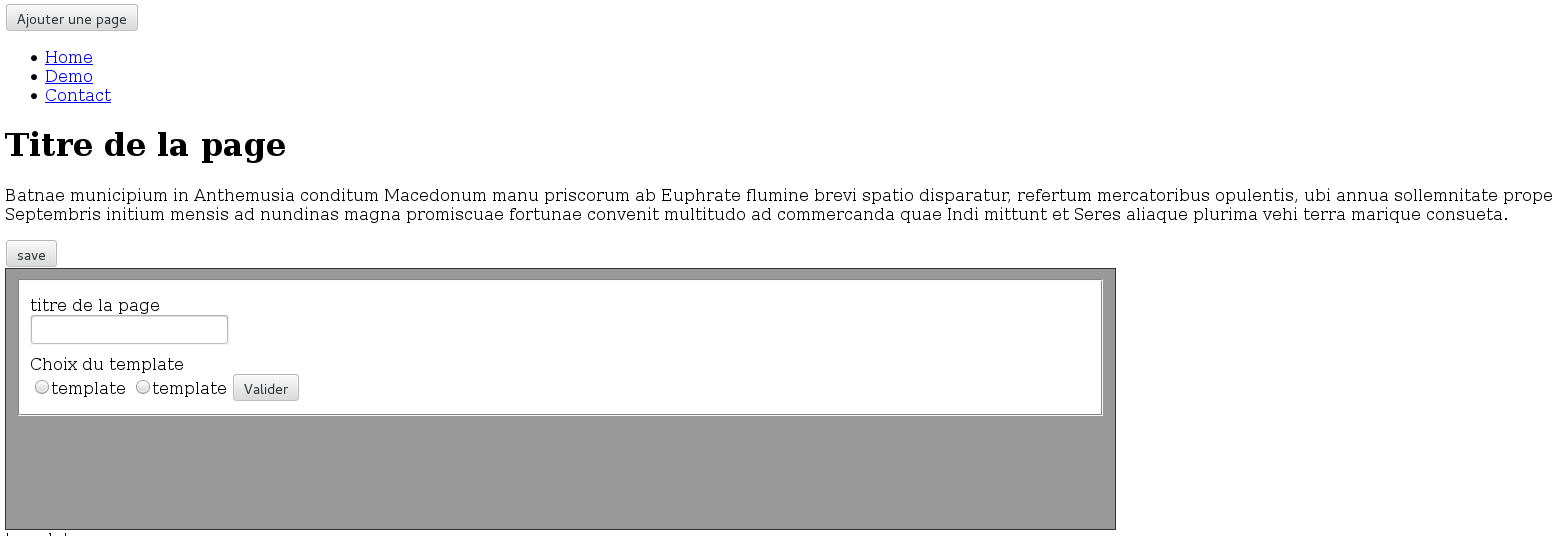 Ajouter une page
Home
Demo
Contact
Titre de la page
Batnae municipium in Anthemusia conditum Macedonum manu priscorum ab Euphrate flumine brevi spatio disparatur, refertum mercatoribus opulentis, ubi annua sollemnitate prope
Septembris initium mensis ad nundinas magna promiscuae fortunae convenit multitudo ad commercanda quae Indi mittunt et Seres aliaque plurima vehi terra marique consueta.
save
titre de la page
Choix du template
template template Valider